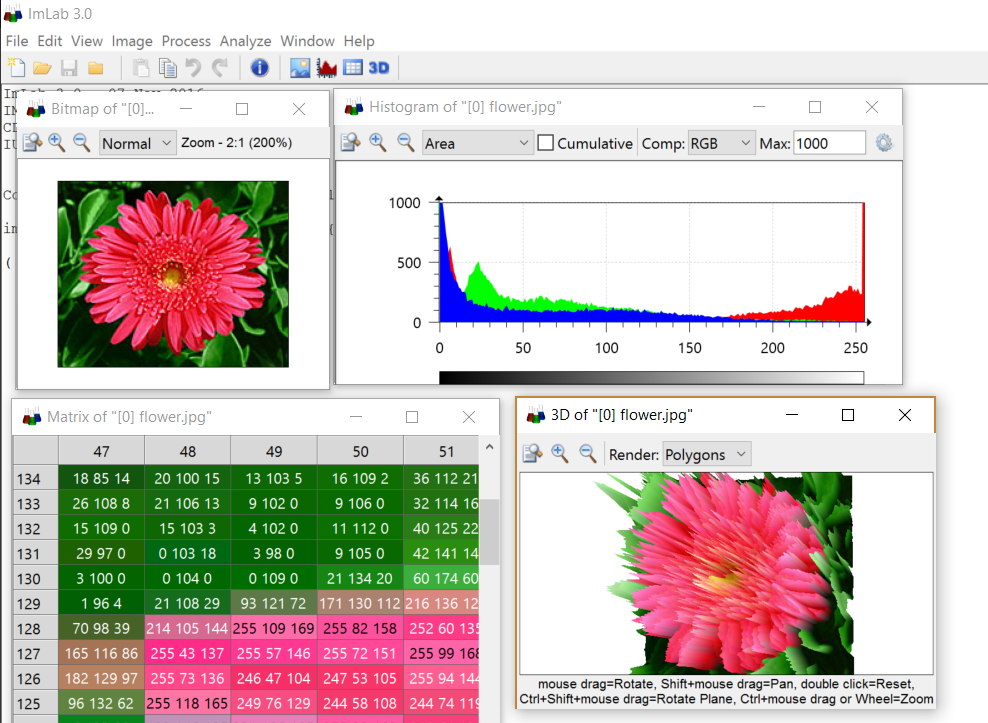 ImLab 3.0
File Edit View Image Process Analyze Window Help
3D
Bitmap of "[0]...
Normal Zoom - 2:1 (200%)
Histogram of "[0] flower.jpg"
Area Cumulative Comp: RGB Max: 1000
1000
500
0
0 50 100 150 200 250
Matrix of "[0] flower.jpg"
47 48 49 50 51
134 18 85 14 20 100 15 13 103 5 16 109 2 36 112 21
133 26 108 8 21 106 13 9 102 0 9 106 0 32 114 16
132 15 109 0 15 103 3 4 102 0 11 112 0 40 125 22
131 29 97 0 0 103 18 3 98 0 9 105 0 42 141 14
130 3 100 0 0 104 0 0 109 0 21 134 20 60 174 60
129 1 96 4 21 108 29 93 121 72 171 130 112 216 136 12
128 70 98 39 214 105 144 255 109 169 255 82 158 252 60 135
127 165 116 86 255 43 137 255 57 146 255 72 151 255 99 168
126 182 129 97 255 73 136 246 47 104 247 53 105 255 94 144
125 96 132 62 255 118 165 249 76 129 244 58 108 244 74 119
3D of "[0] flower.jpg"
Render: Polygons
mouse drag=Rotate, Shift+mouse drag=Pan, double click=Reset,
Ctrl+Shift+mouse drag=Rotate Plane, Ctrl+mouse drag or Wheel=Zoom